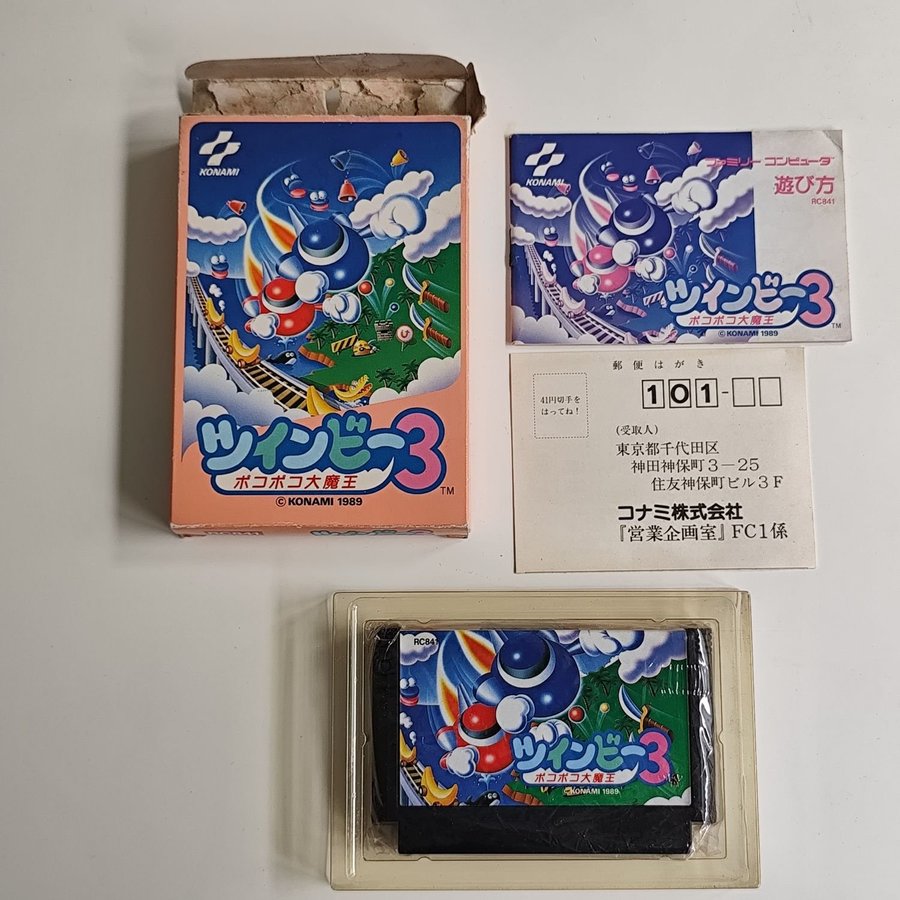 KONAMI
ツインビー3
ポコポコ大魔王
TM
© KONAMI 1989
KONAMI
ファミリー コンピュータ
遊び方
RC841
ツインビー3
ポコポコ大魔王
TM
© KONAMI 1989
郵便はがき
41円切手を
はってね!
101-
(受取人)
東京都千代田区
神田神保町3-25
住友神保町ビル3F
コナミ株式会社
『営業企画室』FC1係
RC841
ツインビー3
ポコポコ大魔王
© KONAMI 1989